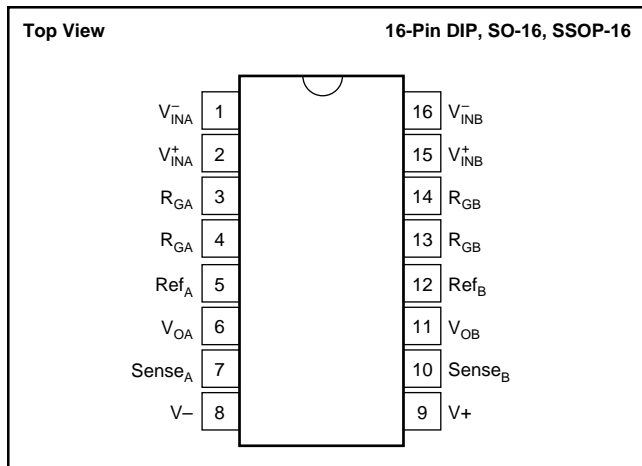 Top View 16-Pin DIP, SO-16, SSOP-16
V⁻INA 1 16 V⁻INB
V⁺INA 2 15 V⁺INB
RGA 3 14 RGB
RGA 4 13 RGB
RefA 5 12 RefB
VOA 6 11 VOB
SenseA 7 10 SenseB
V– 8 9 V+